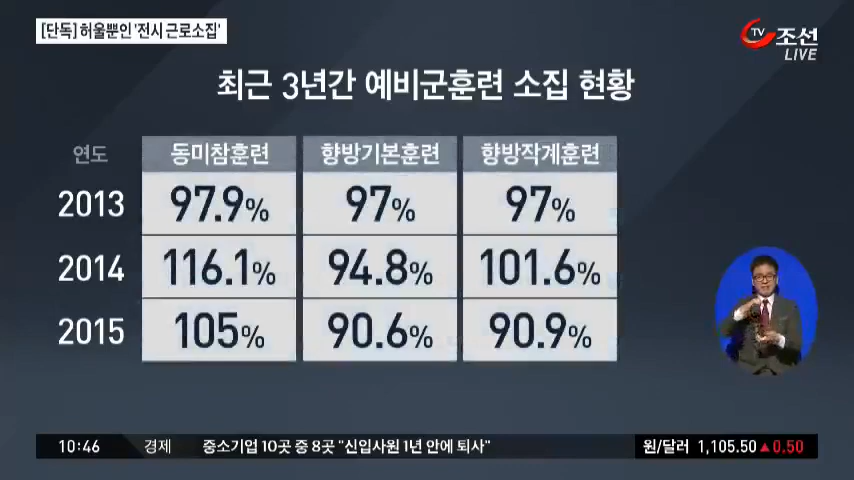 [단독] 허울뿐인 '전시 근로소집'
TV조선
LIVE
최근 3년간 예비군훈련 소집 현황
연도 동미참훈련 향방기본훈련 향방작계훈련
2013 97.9% 97% 97%
2014 116.1% 94.8% 101.6%
2015 105% 90.6% 90.9%
10:46 경제 중소기업 10곳 중 8곳 "신입사원 1년 안에 퇴사" 원/달러 1,105.50▲0.50